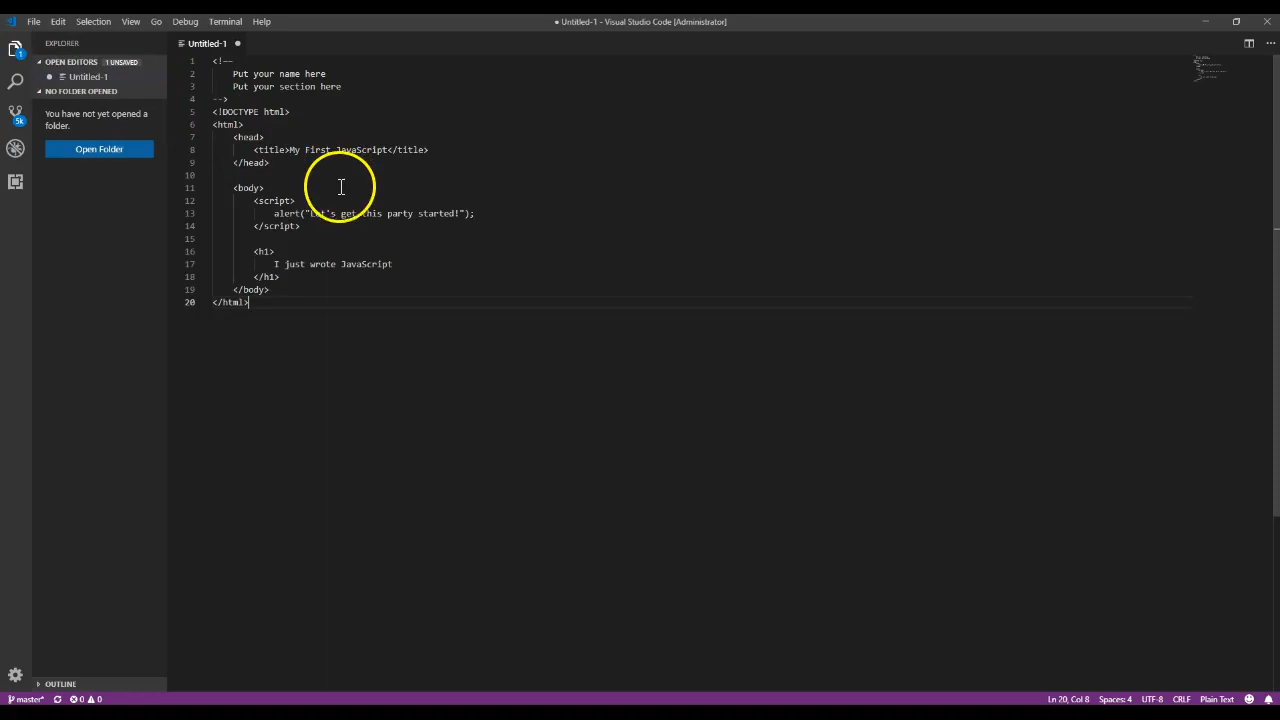 File Edit Selection View Go Debug Terminal Help
● Untitled-1 - Visual Studio Code [Administrator]
EXPLORER
Untitled-1
OPEN EDITORS 1 UNSAVED
Untitled-1
NO FOLDER OPENED
You have not yet opened a
folder.
Open Folder
1
5k
1 <!--
2 Put your name here
3 Put your section here
4 -->
5 <!DOCTYPE html>
6 <html>
7 <head>
8 <title>My First JavaScript</title>
9 </head>
10
11 <body>
12 <script>
13 alert("Let's get this party started!");
14 </script>
15
16 <h1>
17 I just wrote JavaScript
18 </h1>
19 </body>
20 </html>
OUTLINE
master* 0 0 Ln 20, Col 8 Spaces: 4 UTF-8 CRLF Plain Text